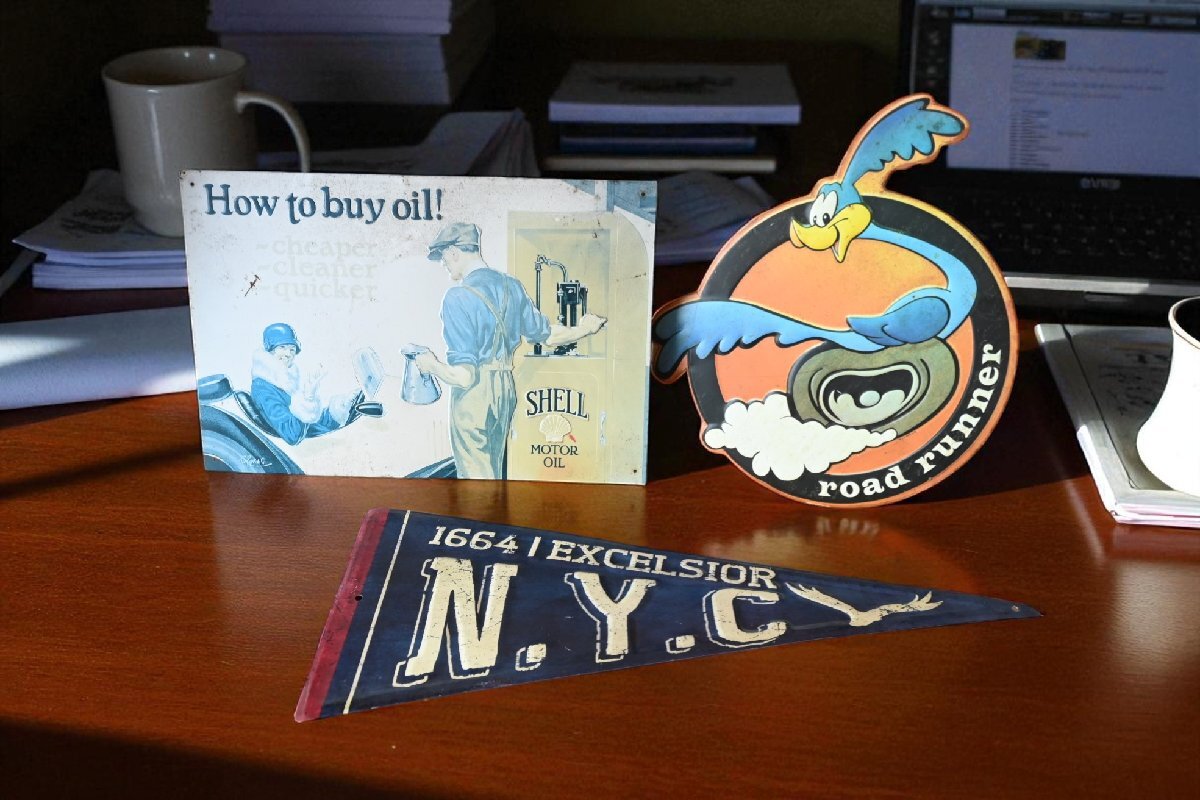 How to buy oil!
~cheaper
~cleaner
~quicker
SHELL
MOTOR
OIL
road runner
1664 | EXCELSIOR
N.Y.C